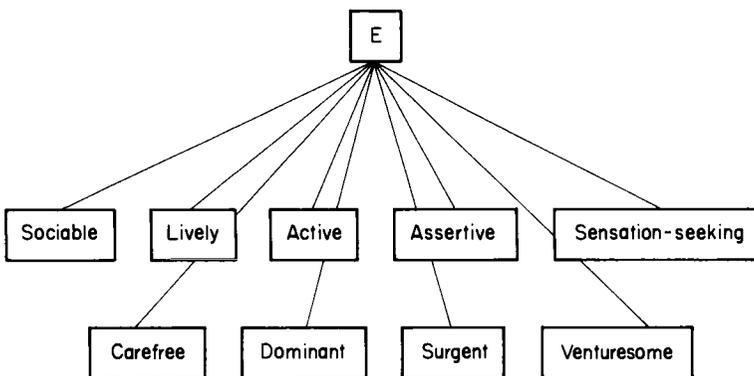 E
Sociable Lively Active Assertive Sensation-seeking
Carefree Dominant Surgent Venturesome